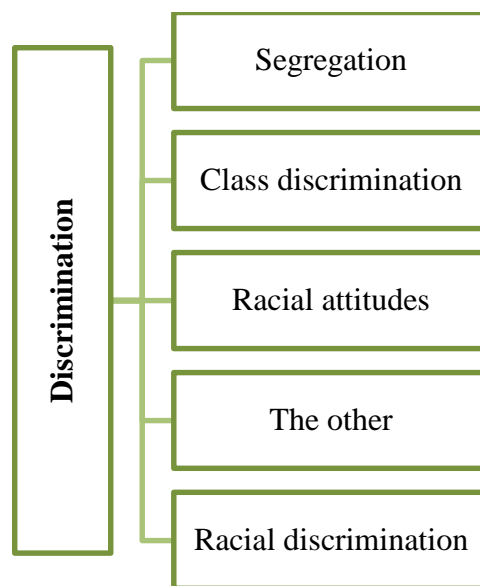 Discrimination
Segregation
Class discrimination
Racial attitudes
The other
Racial discrimination